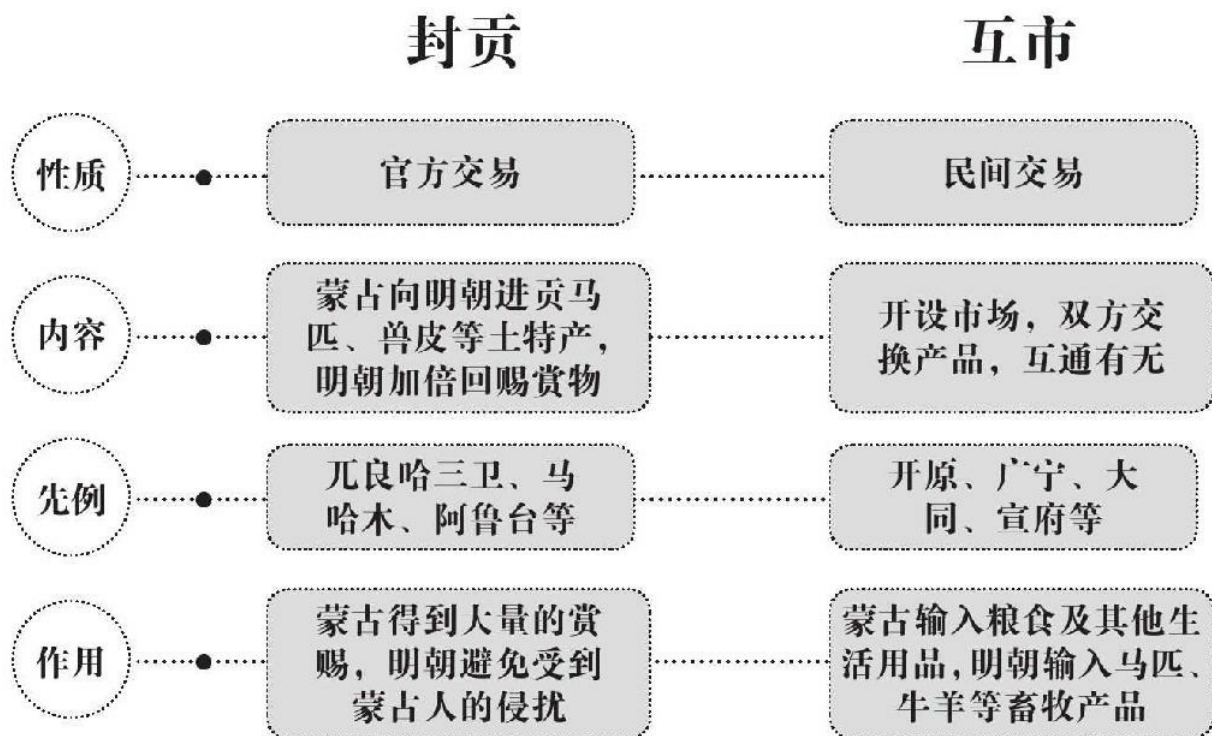 封贡
互市
性质
官方交易
民间交易
内容
蒙古向明朝进贡马
匹、兽皮等土特产，
明朝加倍回赐赏物
开设市场，双方交
换产品，互通有无
先例
兀良哈三卫、马
哈木、阿鲁台等
开原、广宁、大
同、宣府等
作用
蒙古得到大量的赏
赐，明朝避免受到
蒙古人的侵扰
蒙古输入粮食及其他生
活用品，明朝输入马匹、
牛羊等畜牧产品